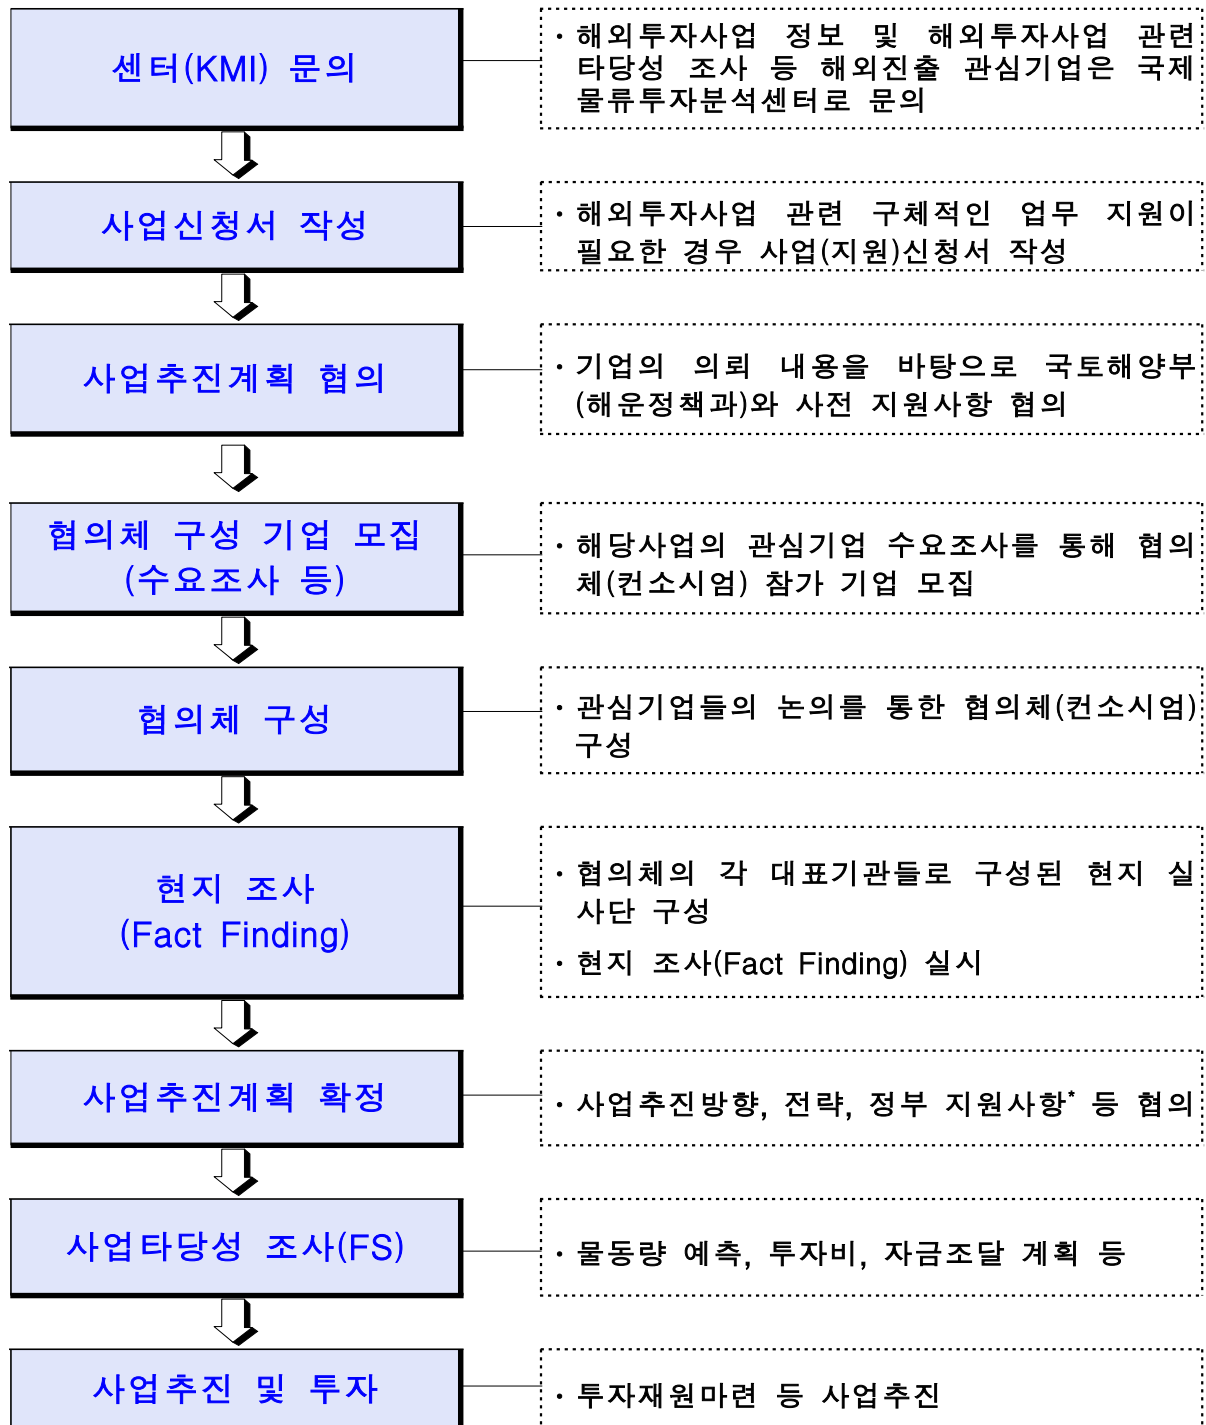 센터(KMI) 문의
· 해외투자사업 정보 및 해외투자사업 관련
타당성 조사 등 해외진출 관심기업은 국제
물류투자분석센터로 문의
사업신청서 작성
· 해외투자사업 관련 구체적인 업무 지원이
필요한 경우 사업(지원)신청서 작성
사업추진계획 협의
· 기업의 의뢰 내용을 바탕으로 국토해양부
(해운정책과)와 사전 지원사항 협의
협의체 구성 기업 모집
(수요조사 등)
· 해당사업의 관심기업 수요조사를 통해 협의
체(컨소시엄) 참가 기업 모집
협의체 구성
· 관심기업들의 논의를 통한 협의체(컨소시엄)
구성
현지 조사
(Fact Finding)
· 협의체의 각 대표기관들로 구성된 현지 실
사단 구성
· 현지 조사(Fact Finding) 실시
사업추진계획 확정
· 사업추진방향, 전략, 정부 지원사항* 등 협의
사업타당성 조사(FS)
· 물동량 예측, 투자비, 자금조달 계획 등
사업추진 및 투자
· 투자재원마련 등 사업추진